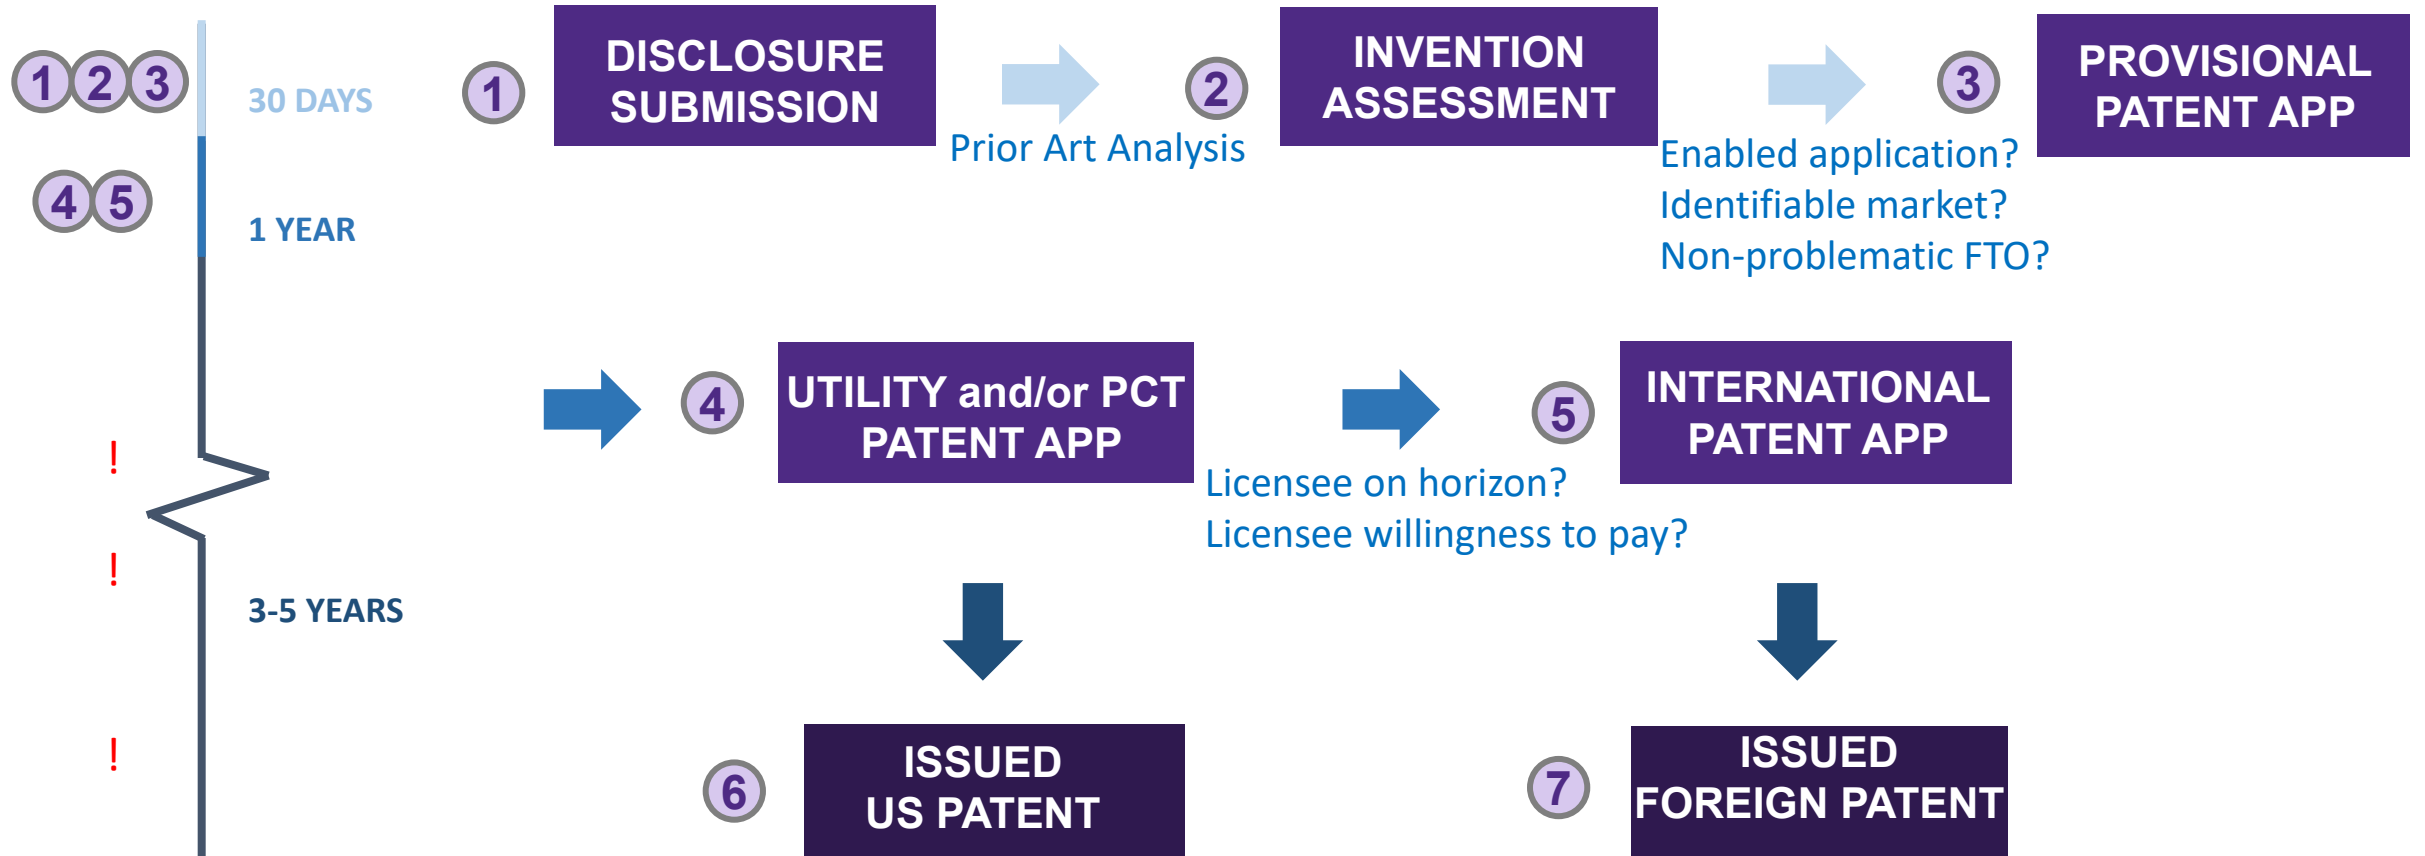 1 2 3
30 DAYS
1
DISCLOSURE
SUBMISSION
Prior Art Analysis
2
INVENTION
ASSESSMENT
Enabled application?
Identifiable market?
Non-problematic FTO?
3
PROVISIONAL
PATENT APP
4 5
1 YEAR
4
UTILITY and/or PCT
PATENT APP
Licensee on horizon?
Licensee willingness to pay?
5
INTERNATIONAL
PATENT APP
!
!
3-5 YEARS
!
6
ISSUED
US PATENT
7
ISSUED
FOREIGN PATENT